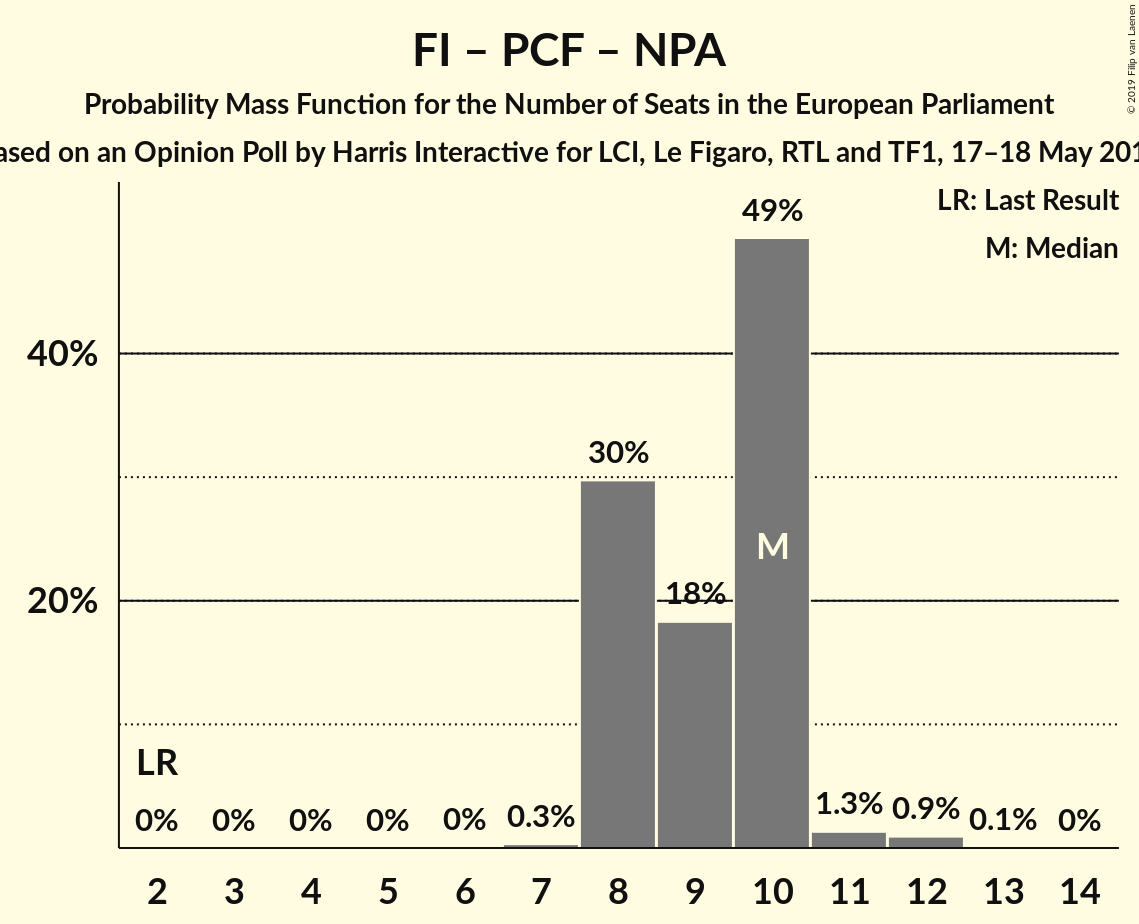 FI – PCF – NPA
Probability Mass Function for the Number of Seats in the European Parliament
on an Opinion Poll by Harris Interactive for LCI, Le Figaro, RTL and TF1, 17–18 May
© 2019 Filip van Laenen
LR: Last Result
M: Median
49%
40%
30%
M
20%
18%
LR
0% 0% 0% 0% 0% 0.3% 1.3% 0.9% 0.1% 0%
2 3 4 5 6 7 8 9 10 11 12 13 14